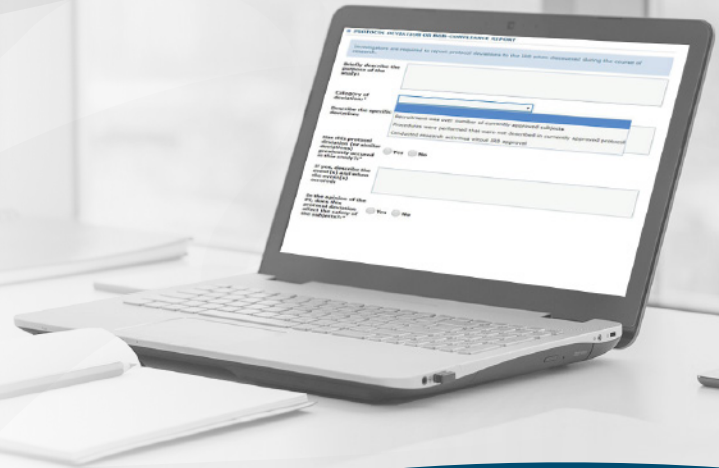 PROTOCOL DEVIATION OR NON-COMPLIANCE REPORT
Investigators are required to report protocol deviations to the IRB when discovered during the course of
research.
Briefly describe the
purpose of the
study:
Category of
deviation:*
Describe the specific
deviation
Recruitment was over number of currently approved subjects
Procedures were performed that were not described in currently approved protocol
Conducted research activities without IRB approval
Has this protocol
deviation (or similar
deviations)
previously occurred
in this study?:*
Yes No
If yes, describe the
event(s) and when
the event(s)
occurred:
In the opinion of the
PI, does this
protocol deviation
affect the safety of
the subjects?:*
Yes No